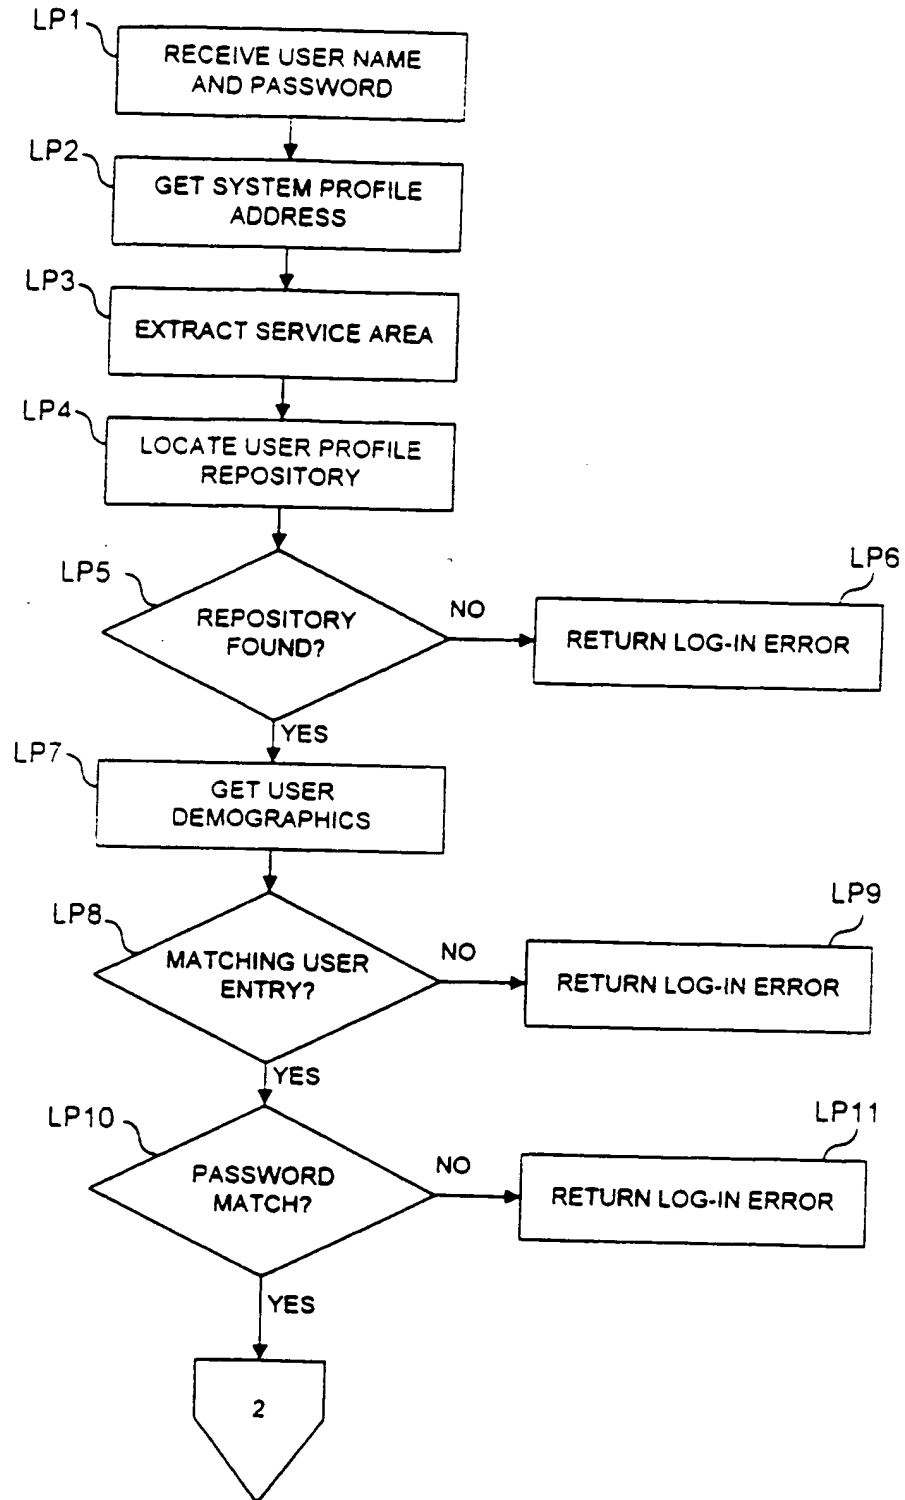 LP1
RECEIVE USER NAME
AND PASSWORD
LP2
GET SYSTEM PROFILE
ADDRESS
LP3
EXTRACT SERVICE AREA
LP4
LOCATE USER PROFILE
REPOSITORY
LP5
REPOSITORY
FOUND?
NO
LP6
RETURN LOG-IN ERROR
YES
LP7
GET USER
DEMOGRAPHICS
LP8
MATCHING USER
ENTRY?
NO
LP9
RETURN LOG-IN ERROR
YES
LP10
PASSWORD
MATCH?
NO
LP11
RETURN LOG-IN ERROR
YES
2